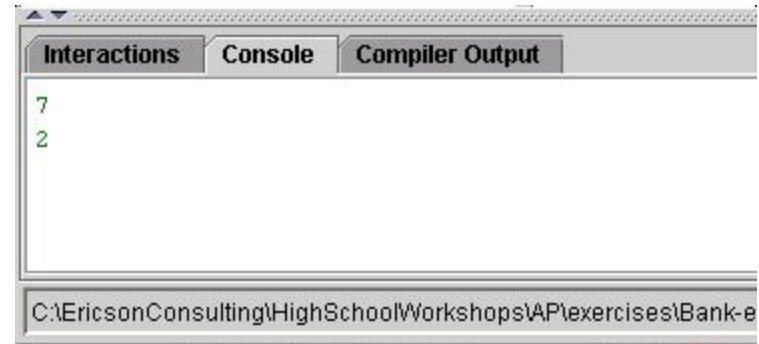 Interactions Console Compiler Output
7
2
C:\EricsonConsulting\HighSchoolWorkshops\AP\exercises\Bank-e